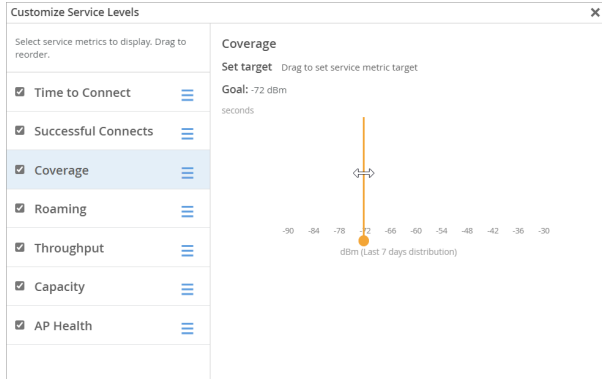 Customize Service Levels
Select service metrics to display. Drag to
reorder.
Time to Connect
Successful Connects
Coverage
Roaming
Throughput
Capacity
AP Health
Coverage
Set target Drag to set service metric target
Goal: -72 dBm
seconds
-90 -84 -78 -72 -66 -60 -54 -48 -42 -36 -30
dBm (Last 7 days distribution)